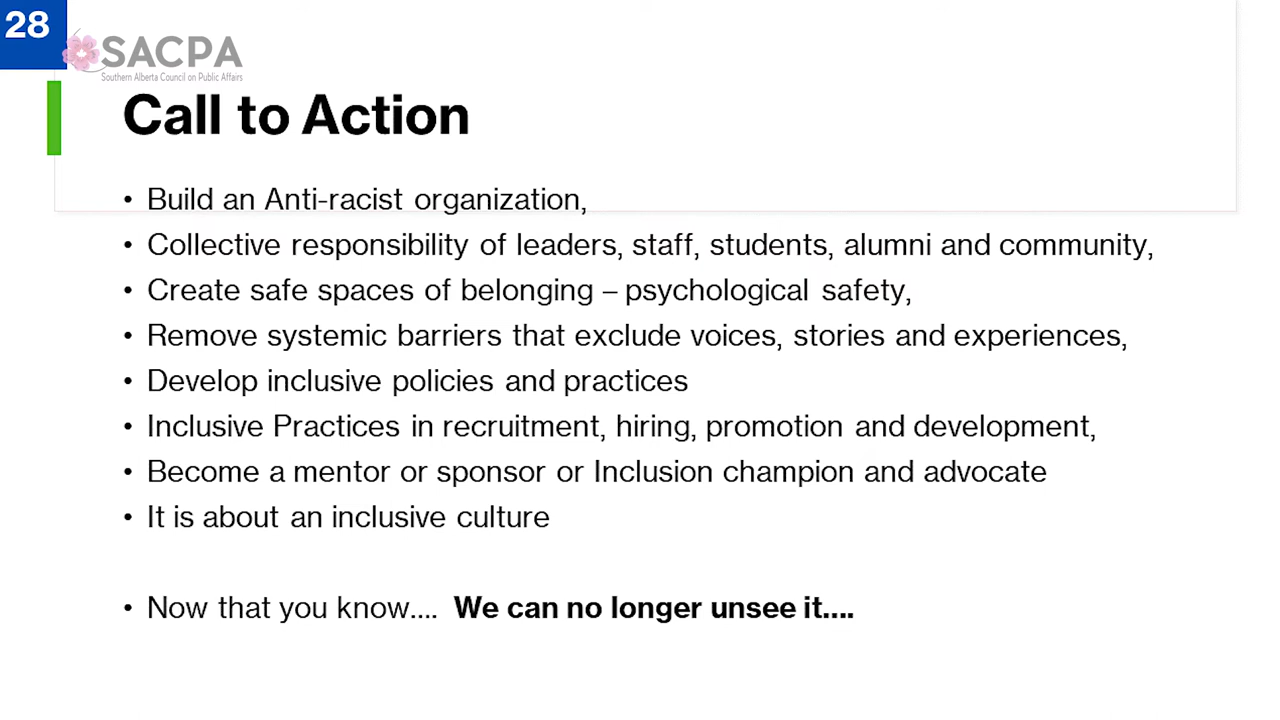 28
SACPA
Southern Alberta Council on Public Affairs
Call to Action
• Build an Anti-racist organization,
• Collective responsibility of leaders, staff, students, alumni and community,
• Create safe spaces of belonging – psychological safety,
• Remove systemic barriers that exclude voices, stories and experiences,
• Develop inclusive policies and practices
• Inclusive Practices in recruitment, hiring, promotion and development,
• Become a mentor or sponsor or Inclusion champion and advocate
• It is about an inclusive culture
• Now that you know.... We can no longer unsee it....